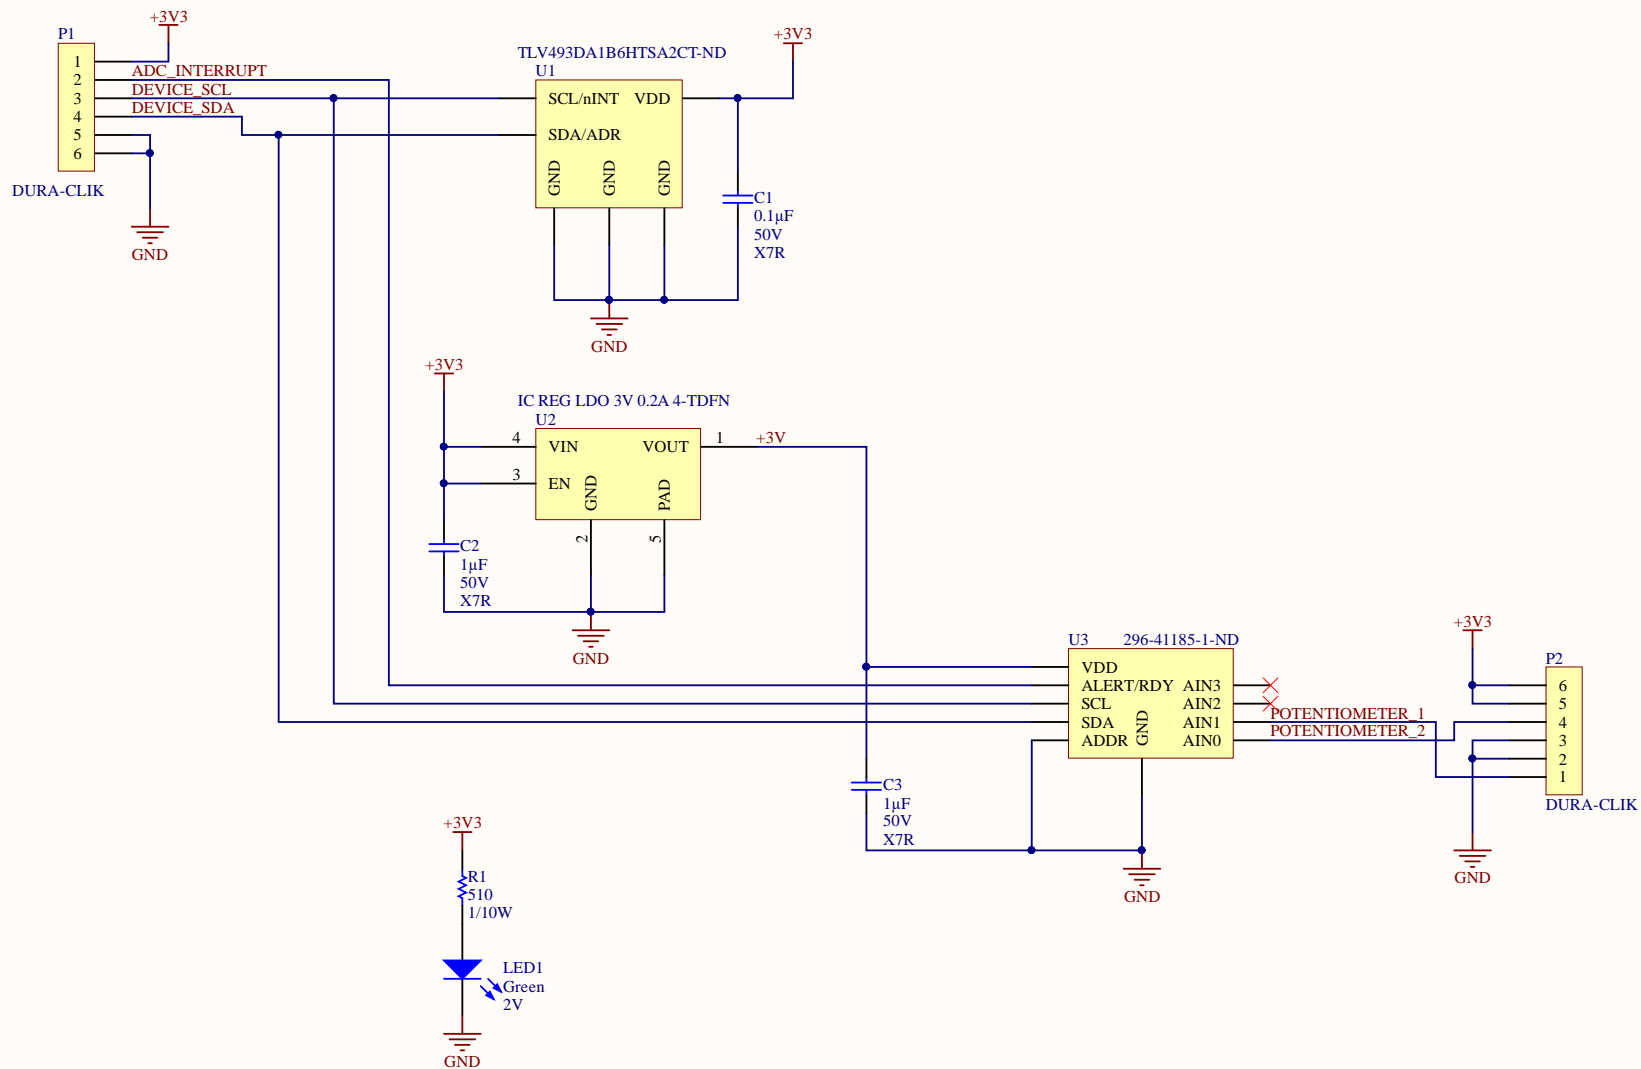 +3V3
P1
1
2
3
4
5
6
ADC_INTERRUPT
DEVICE_SCL
DEVICE_SDA
DURA-CLIK
GND
TLV493DA1B6HTSA2CT-ND
U1
SCL/nINT VDD
SDA/ADR
GND GND GND
+3V3
C1
0.1µF
50V
X7R
GND
+3V3
IC REG LDO 3V 0.2A 4-TDFN
U2
4 VIN VOUT 1 +3V
3 EN
GND PAD
2 5
C2
1µF
50V
X7R
GND
U3 296-41185-1-ND
VDD
ALERT/RDY AIN3
SCL AIN2
SDA AIN1
ADDR AIN0
GND
POTENTIOMETER_1
POTENTIOMETER_2
C3
1µF
50V
X7R
GND
+3V3
P2
6
5
4
3
2
1
DURA-CLIK
GND
+3V3
R1
510
1/10W
LED1
Green
2V
GND